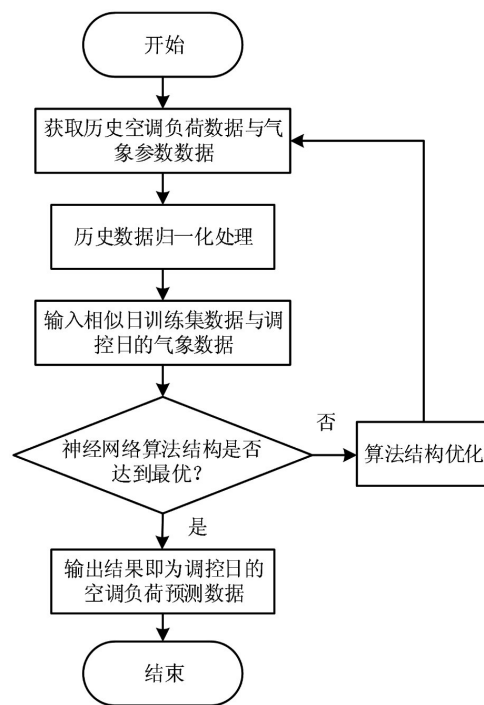 开始
获取历史空调负荷数据与气
象参数数据
历史数据归一化处理
输入相似日训练集数据与调
控日的气象数据
神经网络算法结构是否
达到最优?
否
算法结构优化
是
输出结果即为调控日的
空调负荷预测数据
结束